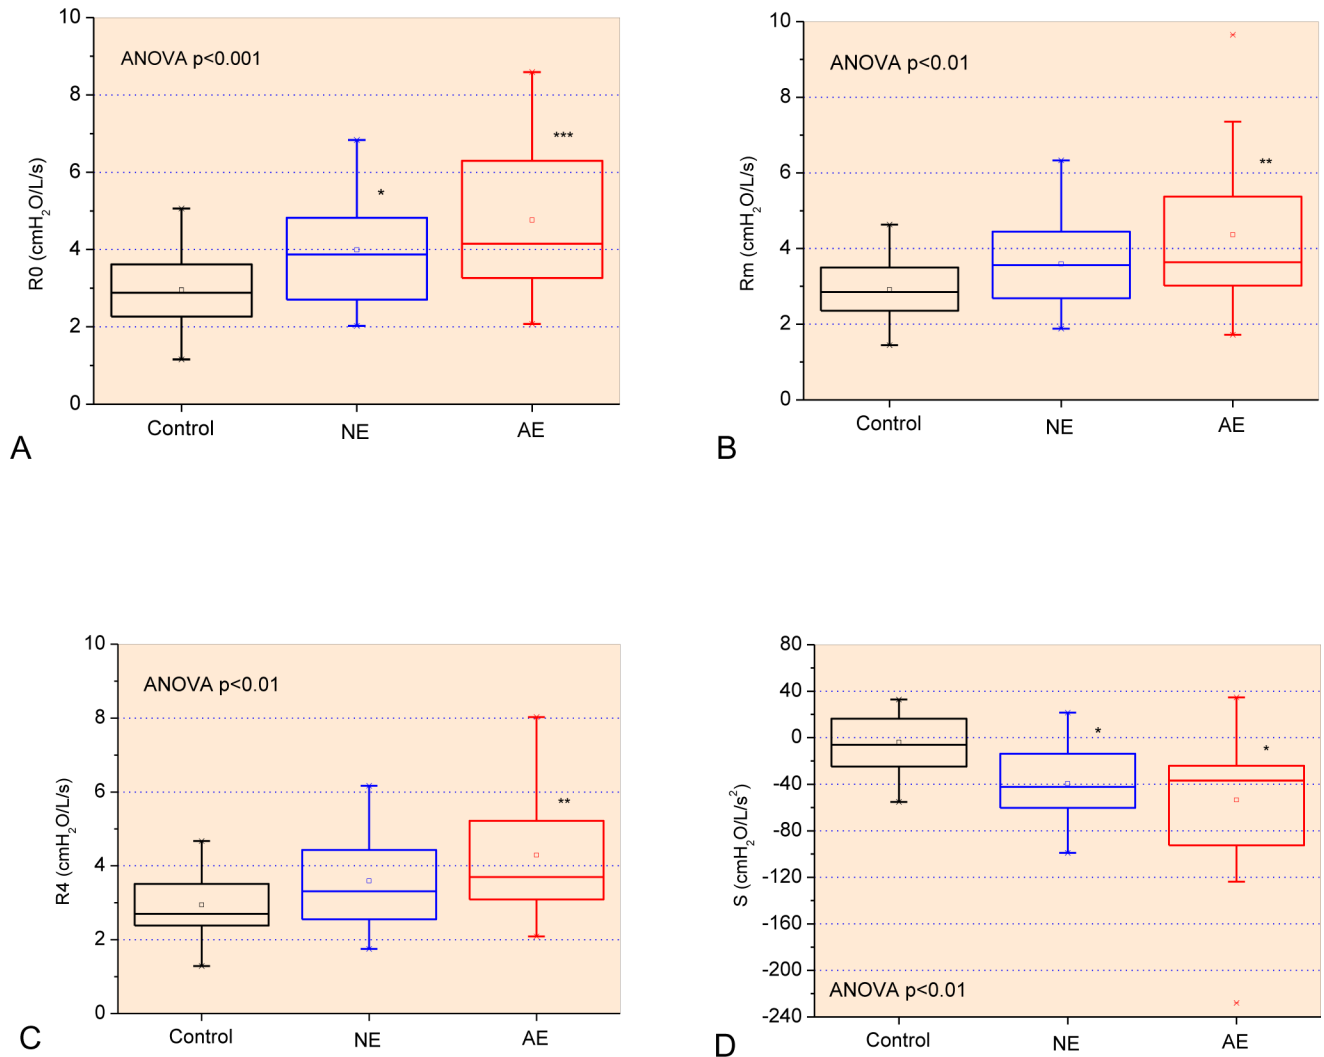 ANOVA p<0.001
R0 (cmH2O/L/s)
10
8
6
4
2
0
*
***
Control
NE
AE
A
ANOVA p<0.01
Rm (cmH2O/L/s)
10
8
6
4
2
0
**
Control
NE
AE
B
ANOVA p<0.01
R4 (cmH2O/L/s)
10
8
6
4
2
0
**
Control
NE
AE
C
S (cmH2O/L/s²)
80
40
0
-40
-80
-120
-160
-200
-240
*
*
ANOVA p<0.01
Control
NE
AE
D